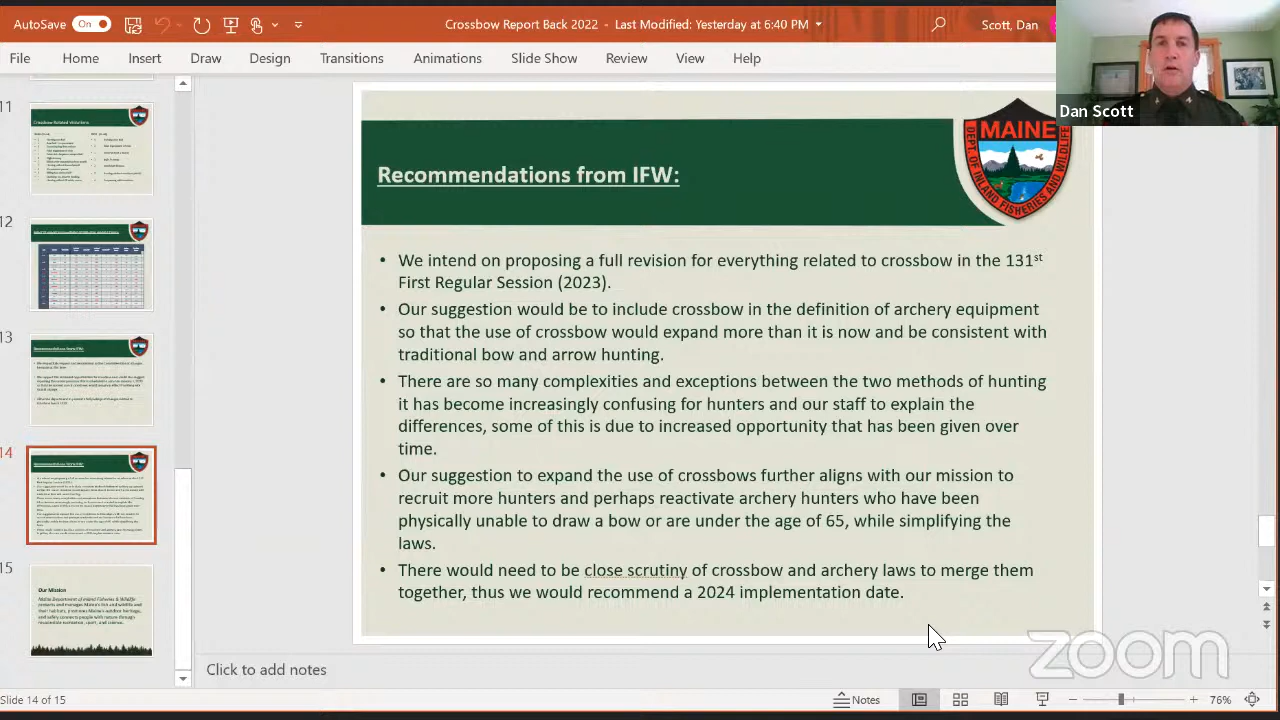 AutoSave
On
Crossbow Report Back 2022 - Last Modified: Yesterday at 6:40 PM
Scott, Dan
File Home Insert Draw Design Transitions Animations Slide Show Review View Help
Dan Scott
11
12
13
14
15
Our Mission
MAINE
DEPT OF INLAND FISHERIES AND WILDLIFE
Recommendations from IFW:
• We intend on proposing a full revision for everything related to crossbow in the 131st
First Regular Session (2023).
• Our suggestion would be to include crossbow in the definition of archery equipment
so that the use of crossbow would expand more than it is now and be consistent with
traditional bow and arrow hunting.
• There are so many complexities and exceptions between the two methods of hunting
it has become increasingly confusing for hunters and our staff to explain the
differences, some of this is due to increased opportunity that has been given over
time.
• Our suggestion to expand the use of crossbows further aligns with our mission to
recruit more hunters and perhaps reactivate archery hunters who have been
physically unable to draw a bow or are under the age of 65, while simplifying the
laws.
• There would need to be close scrutiny of crossbow and archery laws to merge them
together, thus we would recommend a 2024 implementation date.
zoom
Click to add notes
Slide 14 of 15
Notes
76%